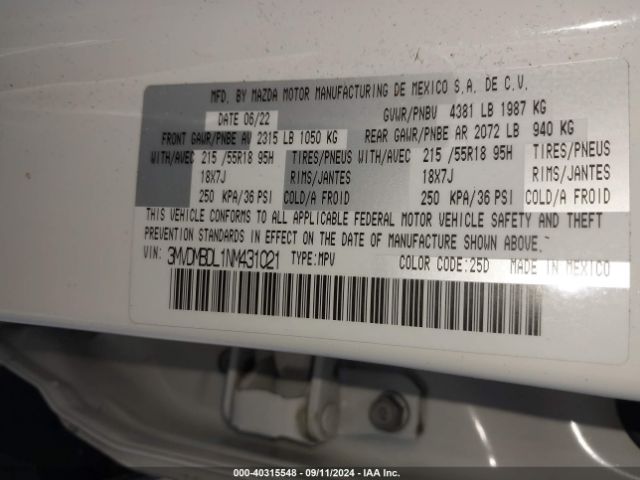 MFD. BY MAZDA MOTOR MANUFACTURING DE MEXICO S.A. DE C.V.
DATE 06/22 GVWR/PNBV 4381 LB 1987 KG
FRONT GAWR/PNBE AV 2315 LB 1050 KG REAR GAWR/PNBE AR 2072 LB 940 KG
WITH/AVEC 215 /55R18 95H TIRES/PNEUS WITH/AVEC 215 /55R18 95H TIRES/PNEUS
18X7J RIMS/JANTES 18X7J RIMS/JANTES
250 KPA/36 PSI COLD/A FROID 250 KPA/36 PSI COLD/A FROID
THIS VEHICLE CONFORMS TO ALL APPLICABLE FEDERAL MOTOR VEHICLE SAFETY AND THEFT
PREVENTION STANDARDS IN EFFECT ON THE DATE OF MANUFACTURE SHOWN ABOVE.
VIN: 3MVDMBDL1NM431021 TYPE:MPV COLOR CODE:25D MADE IN MEXICO
000-40315548 - 09/11/2024 - IAA Inc.